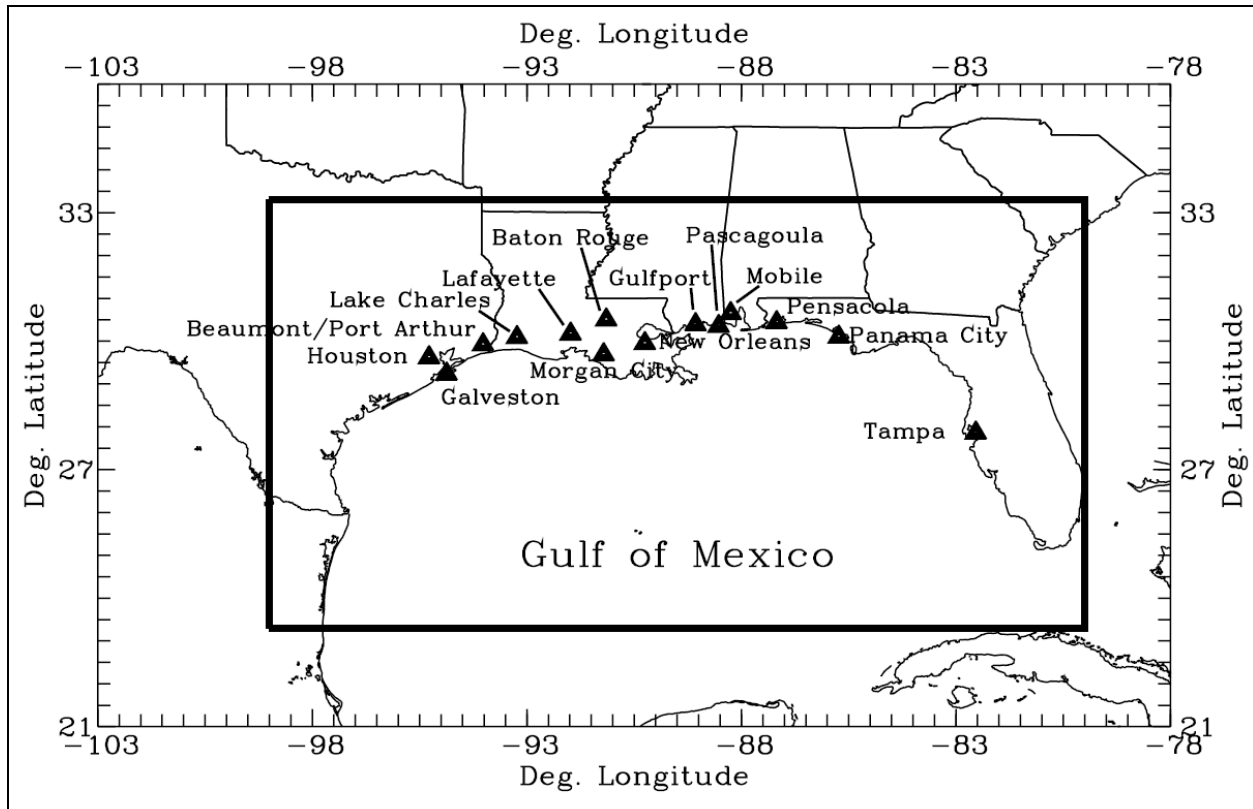 Deg. Longitude
-103 -98 -93 -88 -83 -78
33 33
Baton Rouge Pascagoula
Lafayette Gulfport Mobile
Lake Charles Pensacola
Beaumont/Port Arthur New Orleans Panama City
Houston Morgan City
Galveston
Tampa
27 27
Deg. Latitude
Deg. Latitude
Gulf of Mexico
21 21
-103 -98 -93 -88 -83 -78
Deg. Longitude